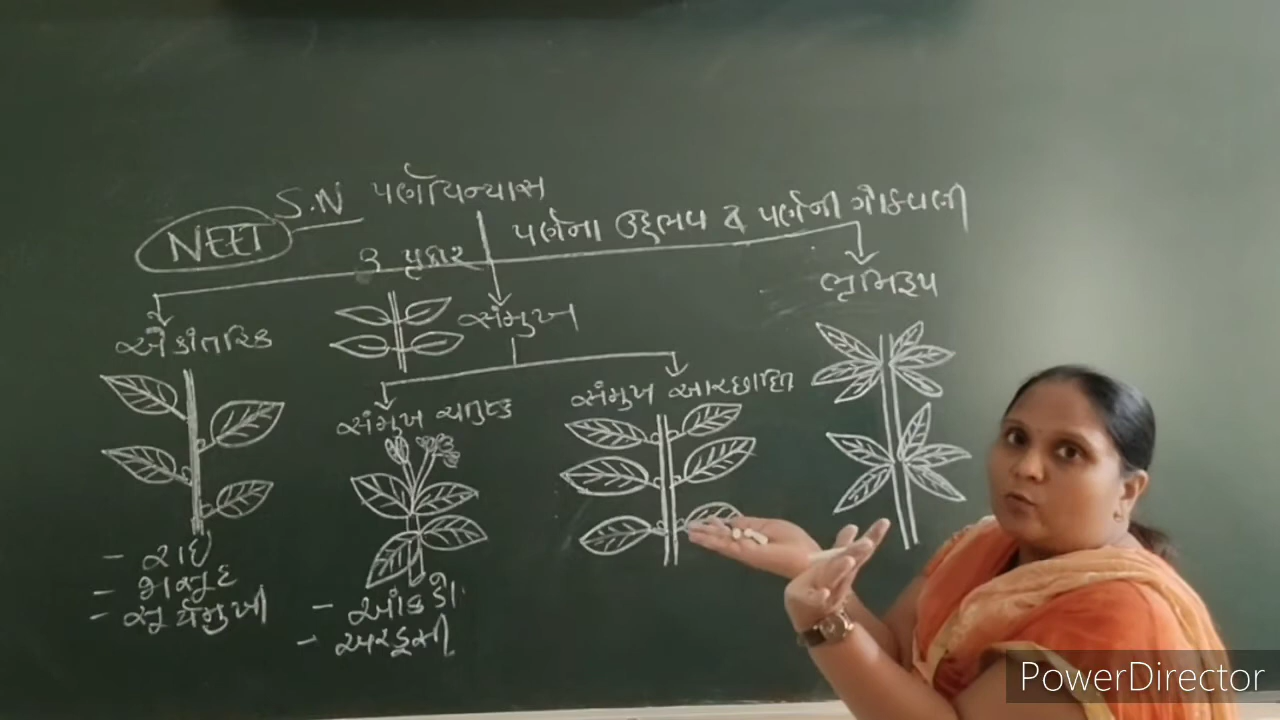 S.N પર્ણવિન્યાસ
NEET
પર્ણના ઉદ્દભવ વ પર્ણની ગોઠવણી
૩ પ્રકાર
ભ્રમિરૂપ
સંમુખ
એકાંતરિક
સંમુખ ચતુષ્ક
સંમુખ આચ્છાદિત
- રાઈ
- જાસૂદ
- સૂર્યમુખી
- આંકડો
- અરડૂસી
PowerDirector